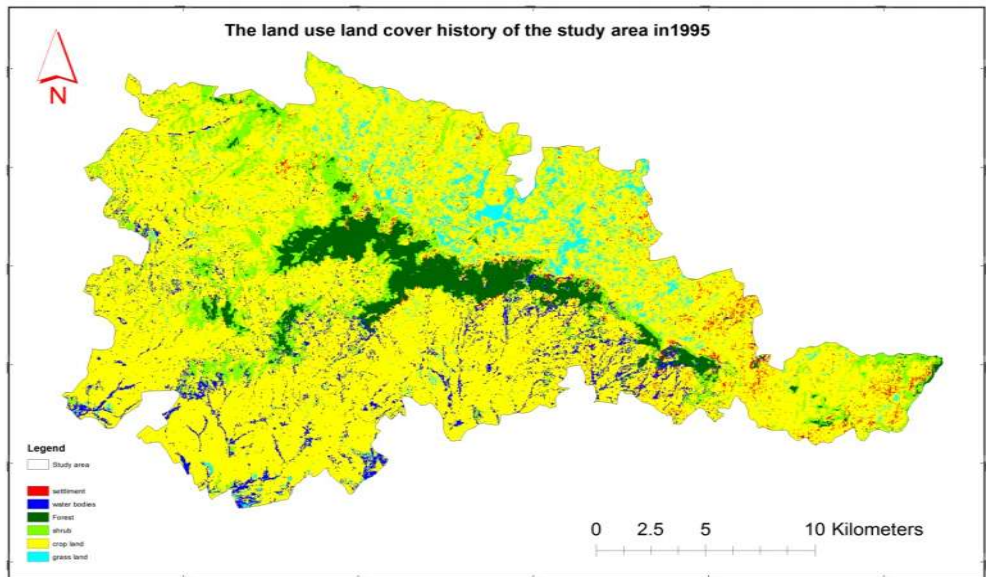 The land use land cover history of the study area in1995
N
Legend
Study area
settlment
water bodies
Forest
shrub
crop land
grass land
0 2.5 5 10 Kilometers